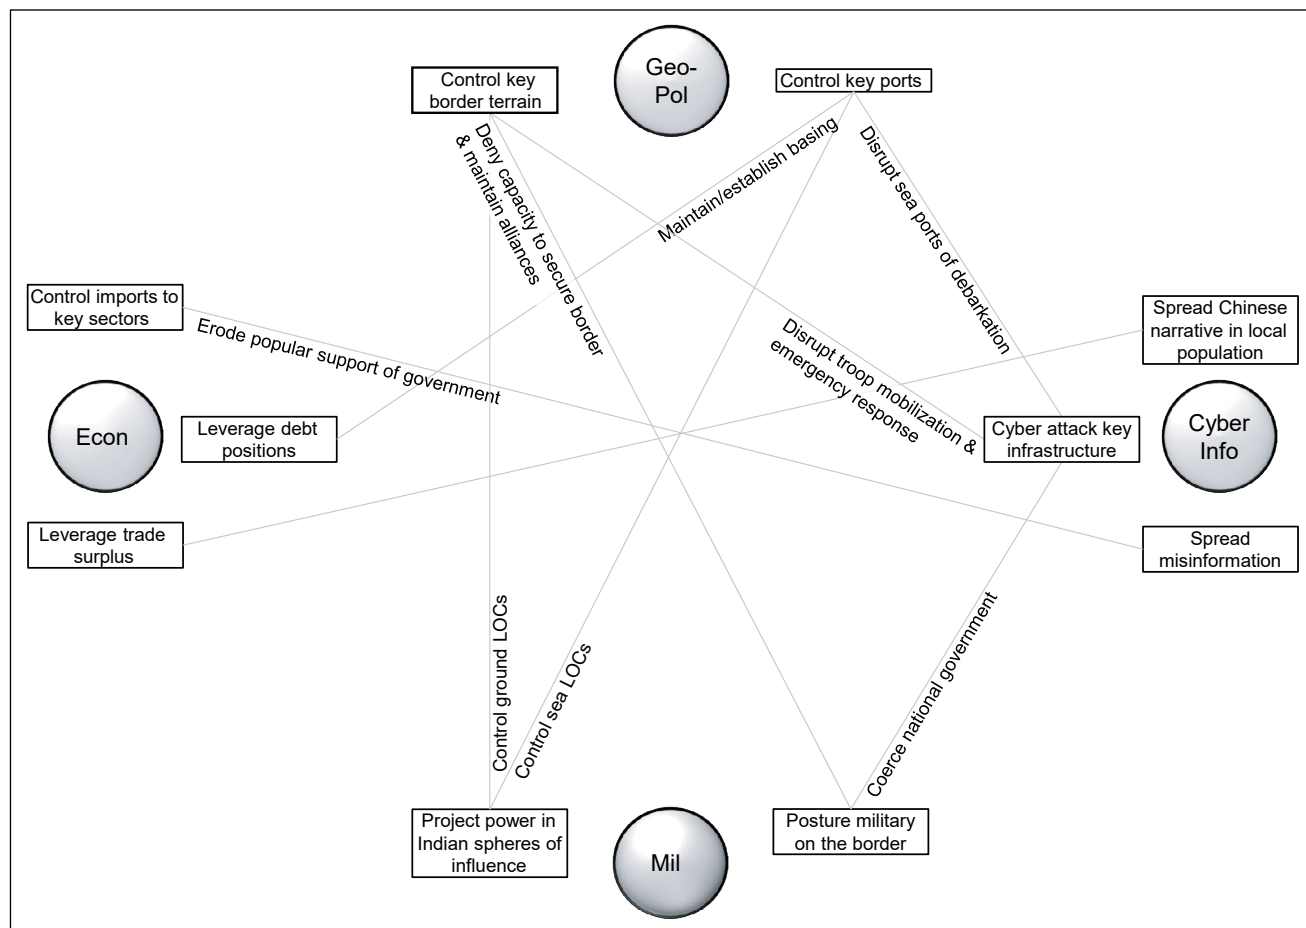 Geo-
Pol
Control key
border terrain
Control key ports
Deny capacity to secure border
& maintain alliances
Maintain/establish basing
Disrupt sea ports of debarkation
Control imports to
key sectors
Erode popular support of government
Spread Chinese
narrative in local
population
Disrupt troop mobilization &
emergency response
Econ
Leverage debt
positions
Cyber attack key
infrastructure
Cyber
Info
Leverage trade
surplus
Spread
misinformation
Control ground LOCs
Control sea LOCs
Coerce national government
Project power in
Indian spheres of
influence
Mil
Posture military
on the border